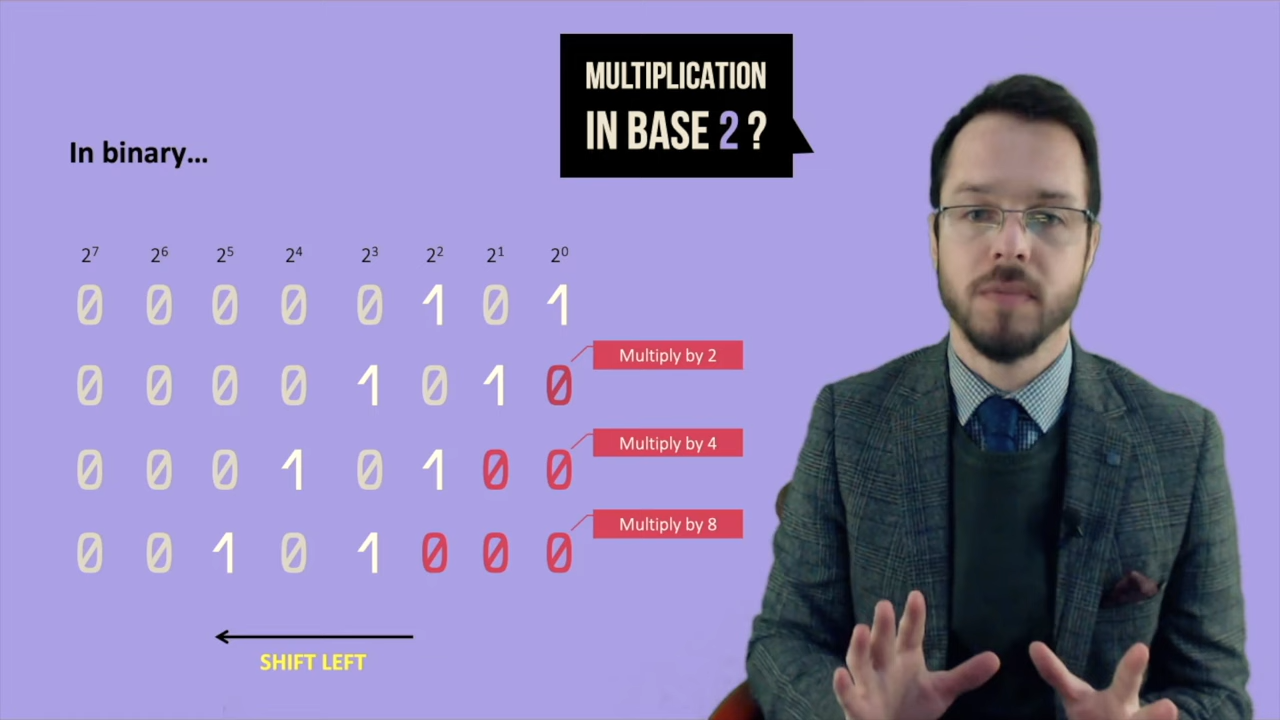 MULTIPLICATION
IN BASE 2 ?
In binary...
2⁷ 2⁶ 2⁵ 2⁴ 2³ 2² 2¹ 2⁰
0 0 0 0 0 1 0 1
Multiply by 2
0 0 0 0 1 0 1 0
Multiply by 4
0 0 0 1 0 1 0 0
Multiply by 8
0 0 1 0 1 0 0 0
SHIFT LEFT